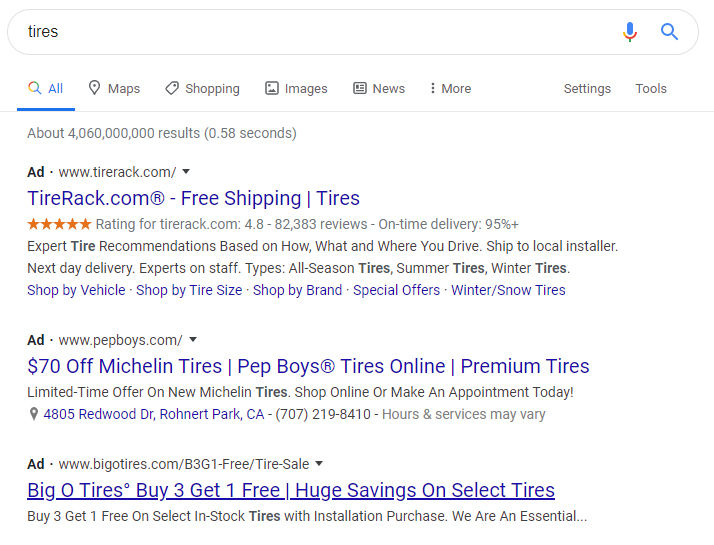 tires
All Maps Shopping Images News More Settings Tools
About 4,060,000,000 results (0.58 seconds)
Ad · www.tirerack.com/
TireRack.com® - Free Shipping | Tires
Rating for tirerack.com: 4.8 - 82,383 reviews - On-time delivery: 95%+
Expert Tire Recommendations Based on How, What and Where You Drive. Ship to local installer.
Next day delivery. Experts on staff. Types: All-Season Tires, Summer Tires, Winter Tires.
Shop by Vehicle · Shop by Tire Size · Shop by Brand · Special Offers · Winter/Snow Tires
Ad · www.pepboys.com/
$70 Off Michelin Tires | Pep Boys® Tires Online | Premium Tires
Limited-Time Offer On New Michelin Tires. Shop Online Or Make An Appointment Today!
4805 Redwood Dr, Rohnert Park, CA - (707) 219-8410 - Hours & services may vary
Ad · www.bigotires.com/B3G1-Free/Tire-Sale
Big O Tires° Buy 3 Get 1 Free | Huge Savings On Select Tires
Buy 3 Get 1 Free On Select In-Stock Tires with Installation Purchase. We Are An Essential...